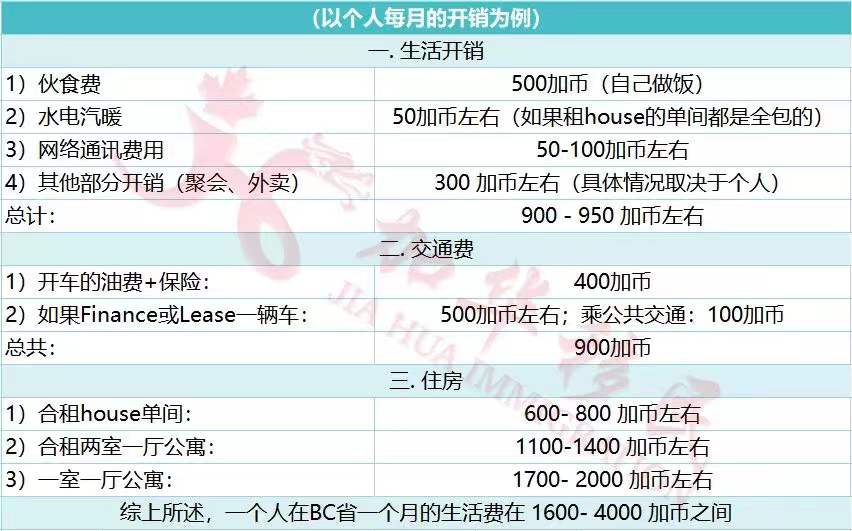 (以个人每月的开销为例)
一. 生活开销
1）伙食费 500加币（自己做饭）
2）水电汽暖 50加币左右（如果租house的单间都是全包的）
3）网络通讯费用 50-100加币左右
4）其他部分开销（聚会、外卖） 300 加币左右（具体情况取决于个人）
总计： 900 - 950 加币左右
二. 交通费
1）开车的油费+保险： 400加币
2）如果Finance或Lease一辆车： 500加币左右；乘公共交通：100加币
总共： 900加币
三. 住房
1）合租house单间： 600- 800 加币左右
2）合租两室一厅公寓： 1100-1400 加币左右
3）一室一厅公寓： 1700- 2000 加币左右
综上所述，一个人在BC省一个月的生活费在 1600- 4000 加币之间
加华移民
JIA HUA IMMIGRATION